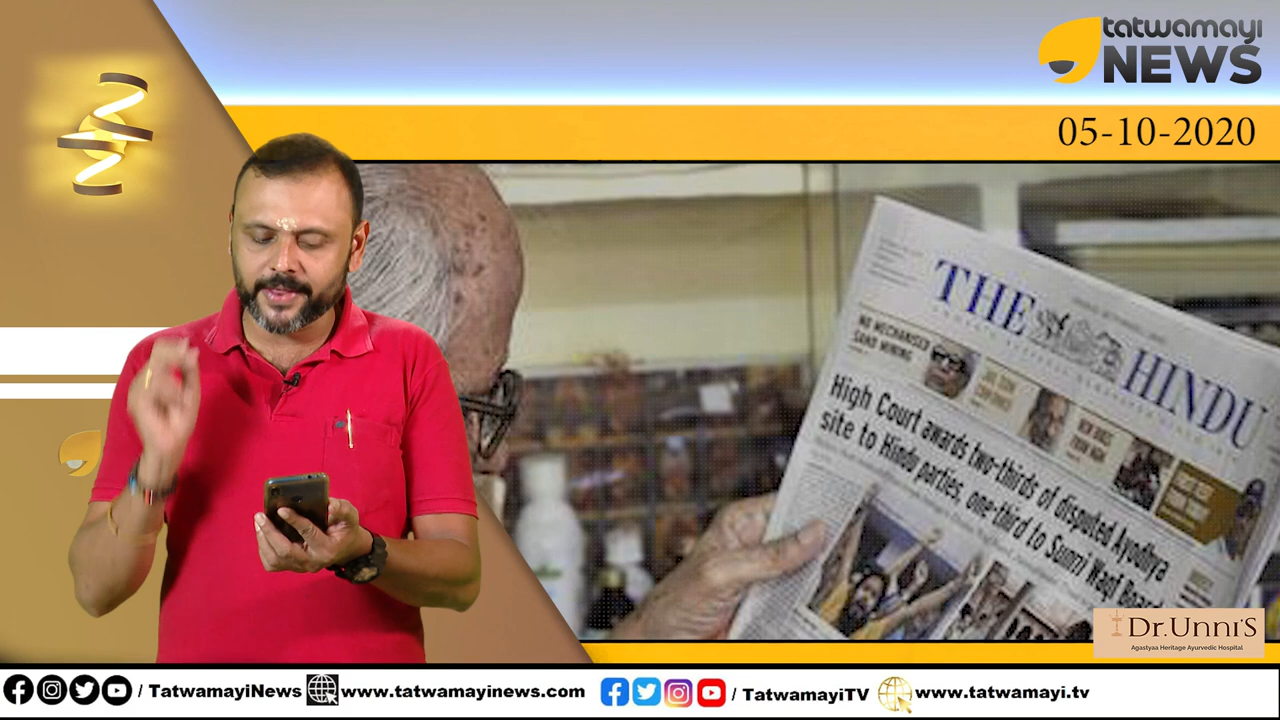 tatwamayi
NEWS
05-10-2020
THE HINDU
NO MECHANISED
SAND MINING
High Court awards two-thirds of disputed Ayodhya
site to Hindu parties, one-third to Sunni Waqf Board
Dr.UNNi'S
Agastyaa Heritage Ayurvedic Hospital
/ TatwamayiNews www.tatwamayinews.com / TatwamayiTV www.tatwamayi.tv